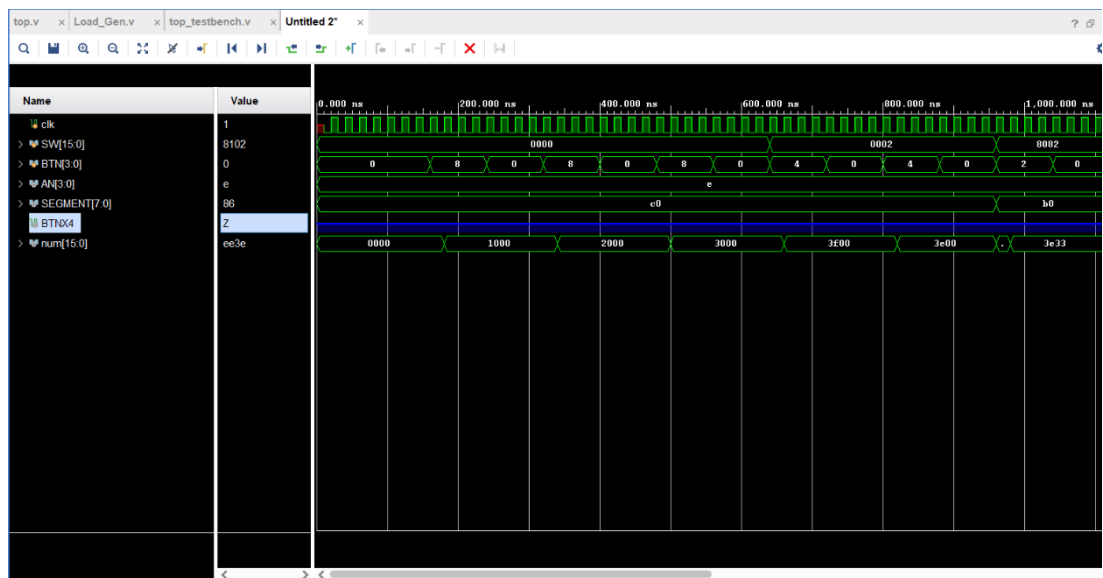 top.v × Load_Gen.v × top_testbench.v × Untitled 2* × ?
Name Value 0.000 ns 200.000 ns 400.000 ns 600.000 ns 800.000 ns 1,000.000 ns
clk 1
SW[15:0] 8102 0000 0002 8082
BTN[3:0] 0 0 8 0 8 0 8 0 4 0 4 0 2 0
AN[3:0] e e
SEGMENT[7:0] 86 c0 b0
BTNX4 Z
num[15:0] ee3e 0000 1000 2000 3000 3f00 3e00 . 3e33